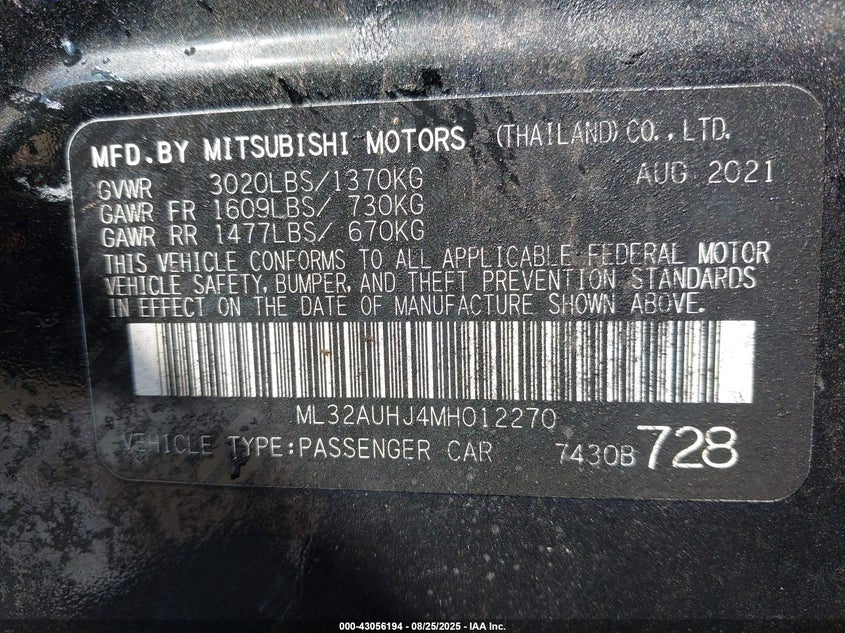 MFD.BY MITSUBISHI MOTORS (THAILAND) CO., LTD.
GVWR 3020LBS/1370KG AUG 2021
GAWR FR 1609LBS/ 730KG
GAWR RR 1477LBS/ 670KG
THIS VEHICLE CONFORMS TO ALL APPLICABLE FEDERAL MOTOR
VEHICLE SAFETY, BUMPER, AND THEFT PREVENTION STANDARDS
IN EFFECT ON THE DATE OF MANUFACTURE SHOWN ABOVE.
ML32AUHJ4MH012270
VEHICLE TYPE:PASSENGER CAR 7430B 728
000-43056194 - 08/25/2025 - IAA Inc.